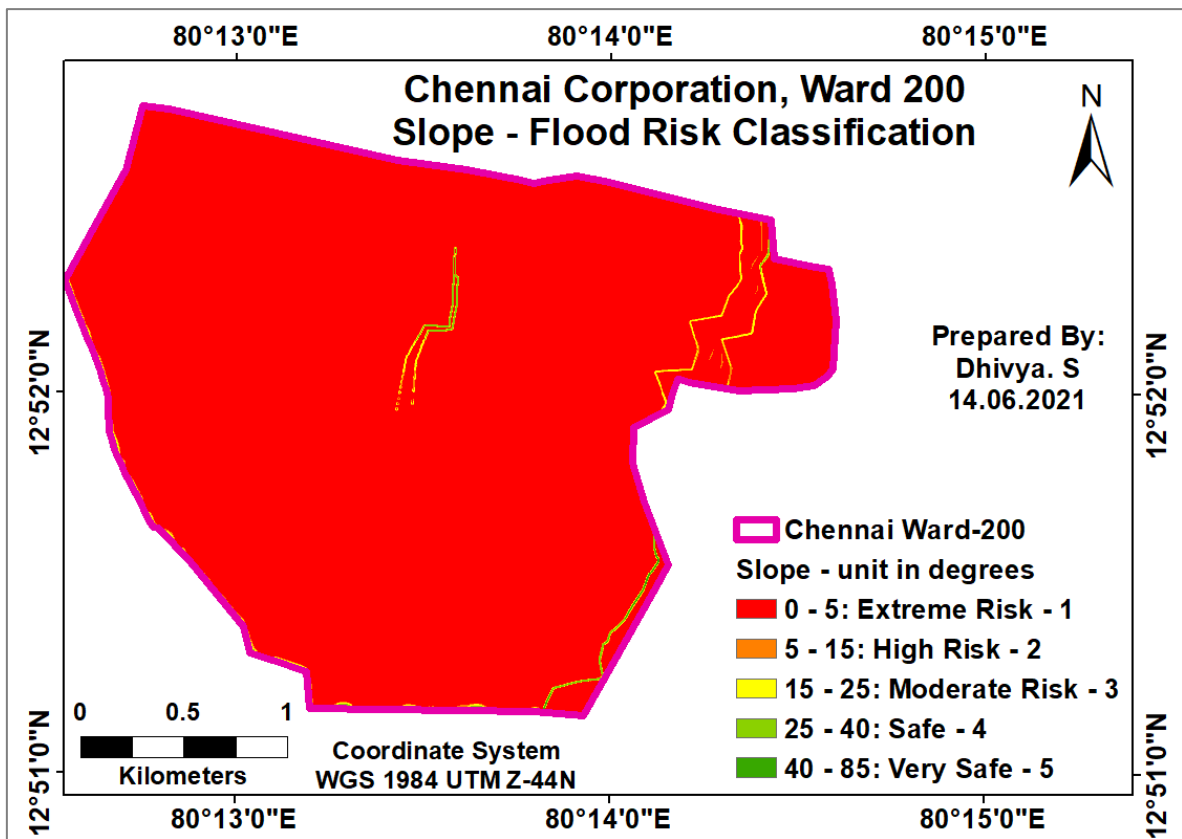 80°13'0"E 80°14'0"E 80°15'0"E
Chennai Corporation, Ward 200
Slope - Flood Risk Classification
N
Prepared By:
Dhivya. S
14.06.2021
12°52'0"N
12°52'0"N
Chennai Ward-200
Slope - unit in degrees
0 - 5: Extreme Risk - 1
5 - 15: High Risk - 2
15 - 25: Moderate Risk - 3
25 - 40: Safe - 4
40 - 85: Very Safe - 5
0 0.5 1
Kilometers
Coordinate System
WGS 1984 UTM Z-44N
12°51'0"N
12°51'0"N
80°13'0"E 80°14'0"E 80°15'0"E